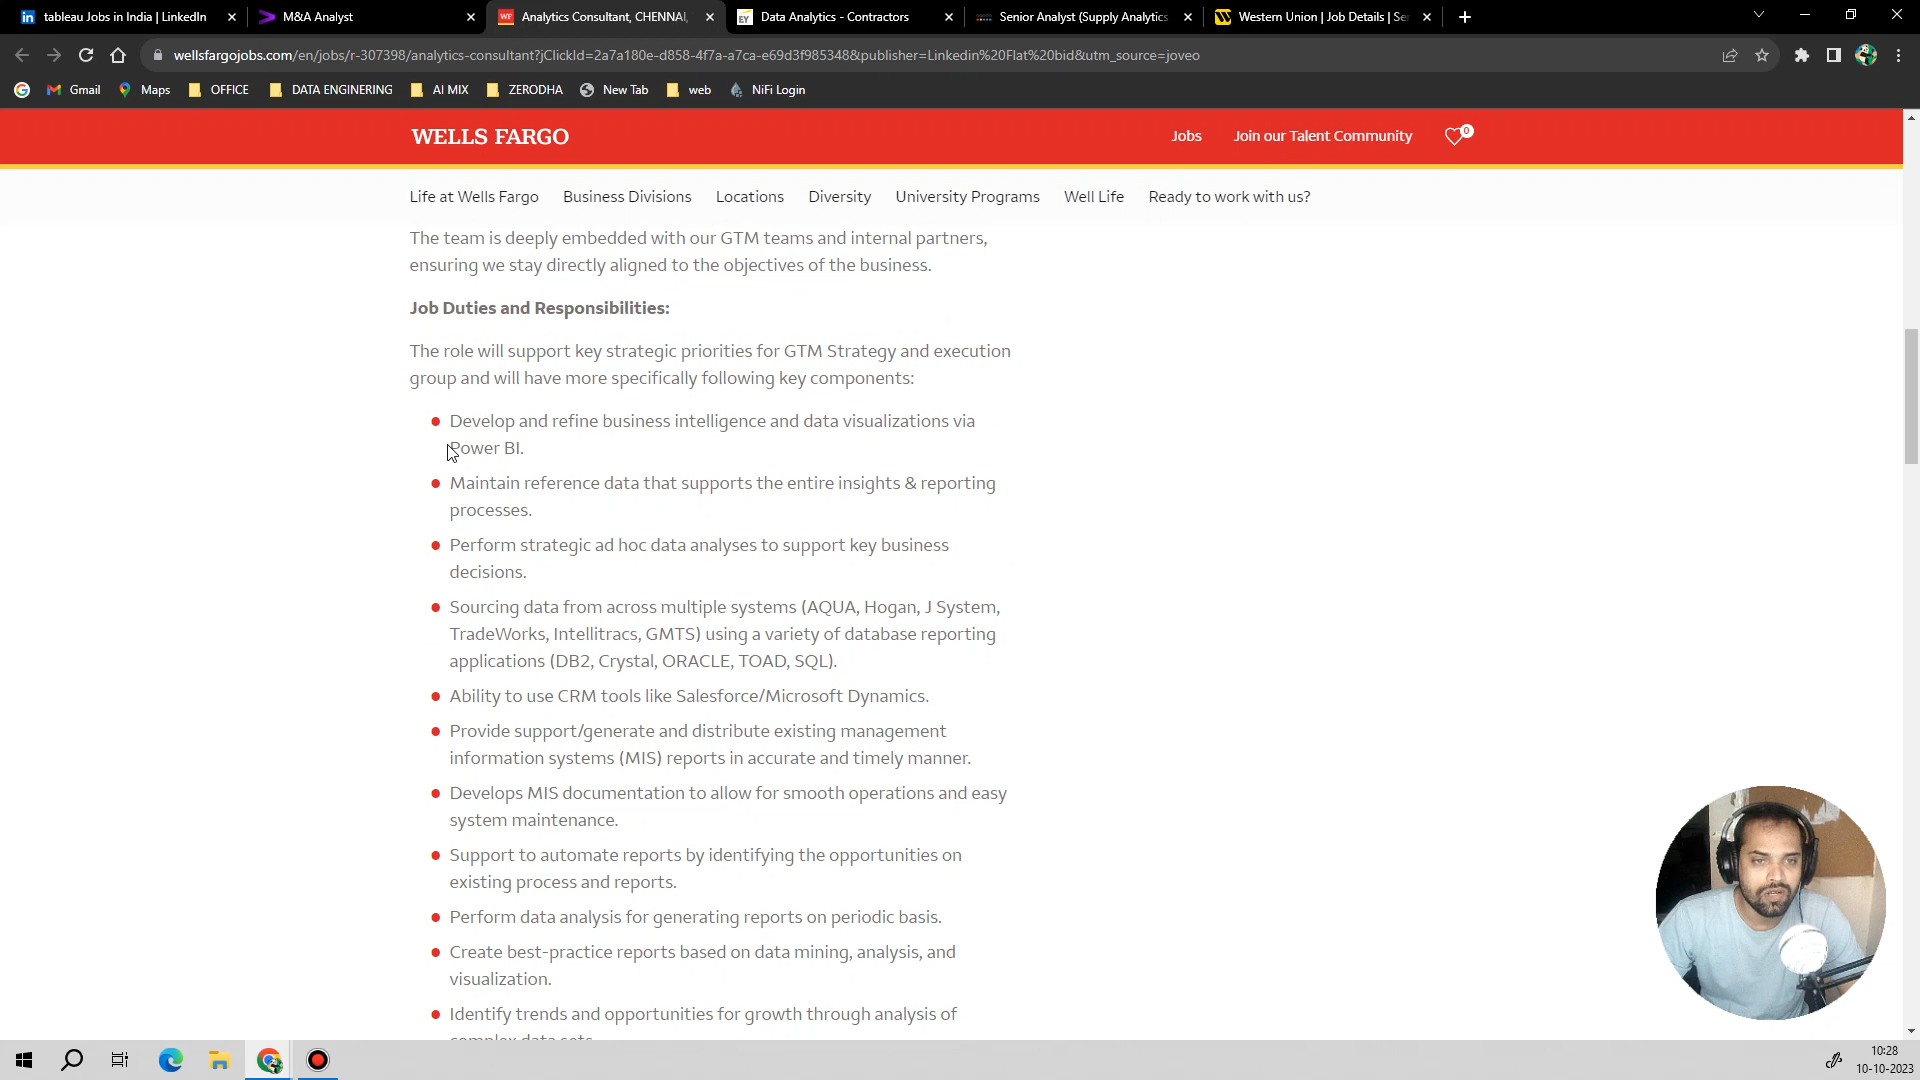 tableau Jobs in India | LinkedIn
M&A Analyst
Analytics Consultant, CHENNAI,
Data Analytics - Contractors
Senior Analyst (Supply Analytics
Western Union | Job Details | Se
wellsfargojobs.com/en/jobs/r-307398/analytics-consultant?jClickId=2a7a180e-d858-4f7a-a7ca-e69d3f985348&publisher=Linkedin%20Flat%20bid&utm_source=joveo
Gmail
Maps
OFFICE
DATA ENGINERING
AI MIX
ZERODHA
New Tab
web
NiFi Login
WELLS FARGO
Jobs
Join our Talent Community
0
Life at Wells Fargo
Business Divisions
Locations
Diversity
University Programs
Well Life
Ready to work with us?
The team is deeply embedded with our GTM teams and internal partners,
ensuring we stay directly aligned to the objectives of the business.
Job Duties and Responsibilities:
The role will support key strategic priorities for GTM Strategy and execution
group and will have more specifically following key components:
Develop and refine business intelligence and data visualizations via
Power BI.
Maintain reference data that supports the entire insights & reporting
processes.
Perform strategic ad hoc data analyses to support key business
decisions.
Sourcing data from across multiple systems (AQUA, Hogan, J System,
TradeWorks, Intellitracs, GMTS) using a variety of database reporting
applications (DB2, Crystal, ORACLE, TOAD, SQL).
Ability to use CRM tools like Salesforce/Microsoft Dynamics.
Provide support/generate and distribute existing management
information systems (MIS) reports in accurate and timely manner.
Develops MIS documentation to allow for smooth operations and easy
system maintenance.
Support to automate reports by identifying the opportunities on
existing process and reports.
Perform data analysis for generating reports on periodic basis.
Create best-practice reports based on data mining, analysis, and
visualization.
Identify trends and opportunities for growth through analysis of
complex data sets.
10:28
10-10-2023